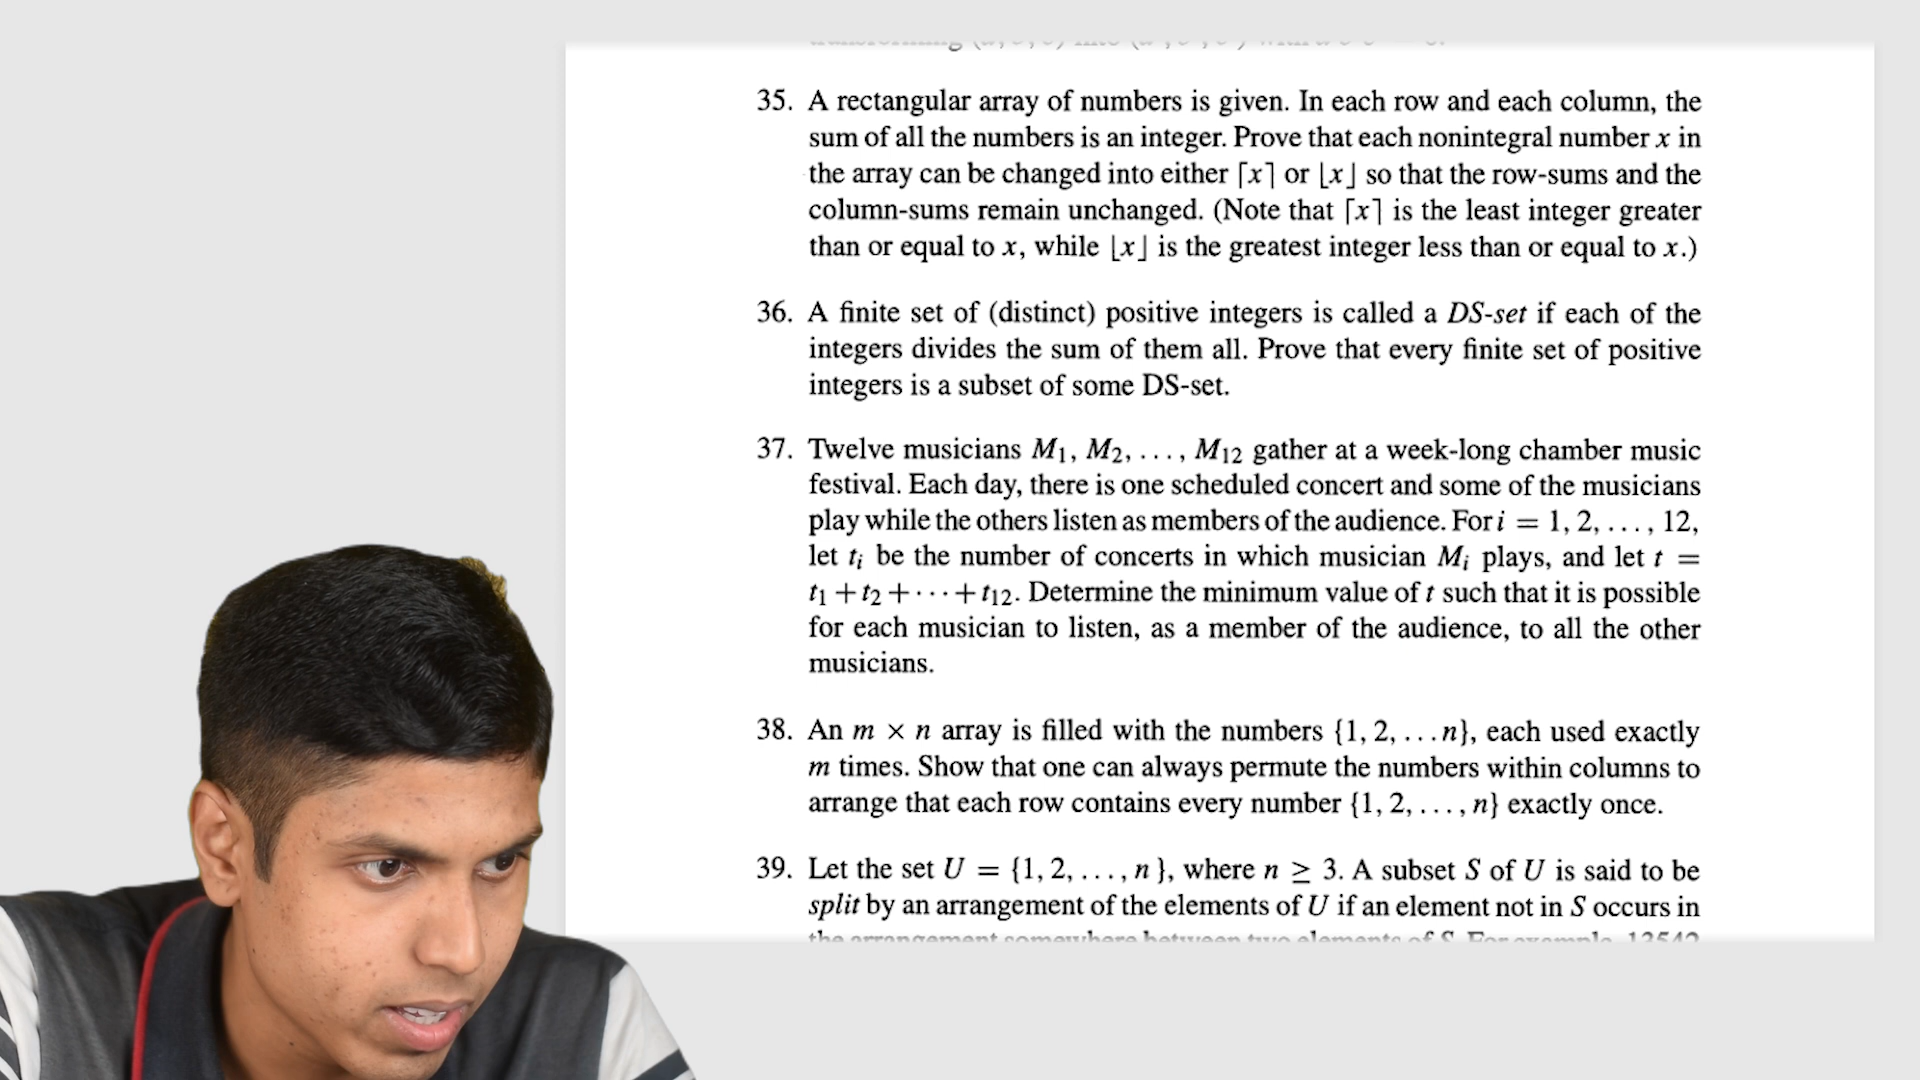 35. A rectangular array of numbers is given. In each row and each column, the
sum of all the numbers is an integer. Prove that each nonintegral number x in
the array can be changed into either ⌈x⌉ or ⌊x⌋ so that the row-sums and the
column-sums remain unchanged. (Note that ⌈x⌉ is the least integer greater
than or equal to x, while ⌊x⌋ is the greatest integer less than or equal to x.)
36. A finite set of (distinct) positive integers is called a DS-set if each of the
integers divides the sum of them all. Prove that every finite set of positive
integers is a subset of some DS-set.
37. Twelve musicians M₁, M₂, ..., M₁₂ gather at a week-long chamber music
festival. Each day, there is one scheduled concert and some of the musicians
play while the others listen as members of the audience. For i = 1, 2, ..., 12,
let tᵢ be the number of concerts in which musician Mᵢ plays, and let t =
t₁ + t₂ + ··· + t₁₂. Determine the minimum value of t such that it is possible
for each musician to listen, as a member of the audience, to all the other
musicians.
38. An m × n array is filled with the numbers {1, 2, ... n}, each used exactly
m times. Show that one can always permute the numbers within columns to
arrange that each row contains every number {1, 2, ..., n} exactly once.
39. Let the set U = {1, 2, ..., n }, where n ≥ 3. A subset S of U is said to be
split by an arrangement of the elements of U if an element not in S occurs in
the arrangement somewhere between two elements of S. For example, 13542